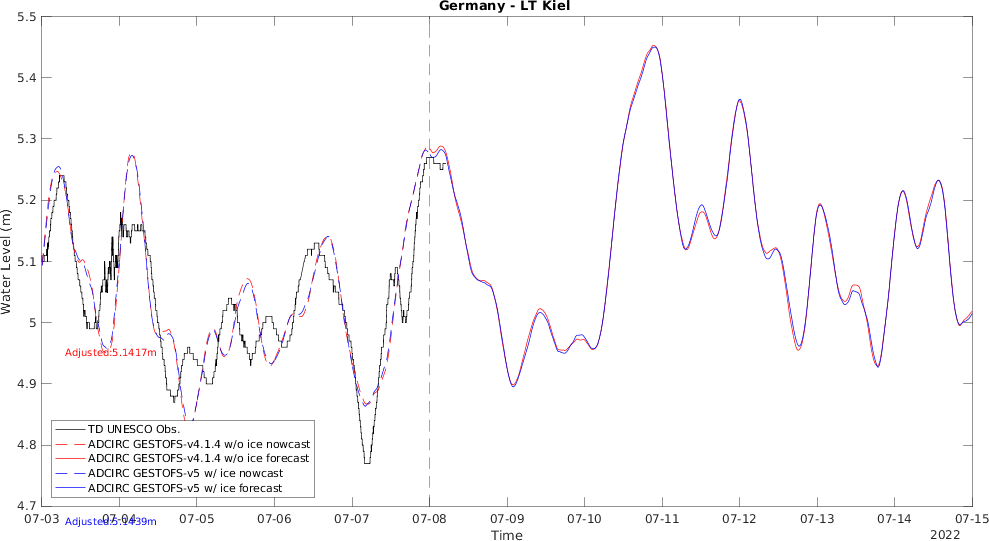 Germany - LT Kiel
5.5
5.4
5.3
5.2
5.1
5
4.9
4.8
4.7
Water Level (m)
Adjusted:5.1417m
TD UNESCO Obs.
ADCIRC GESTOFS-v4.1.4 w/o ice nowcast
ADCIRC GESTOFS-v4.1.4 w/o ice forecast
ADCIRC GESTOFS-v5 w/ ice nowcast
ADCIRC GESTOFS-v5 w/ ice forecast
07-03 07-04 07-05 07-06 07-07 07-08 07-09 07-10 07-11 07-12 07-13 07-14 07-15
Adjusted:5.1439m
Time
2022